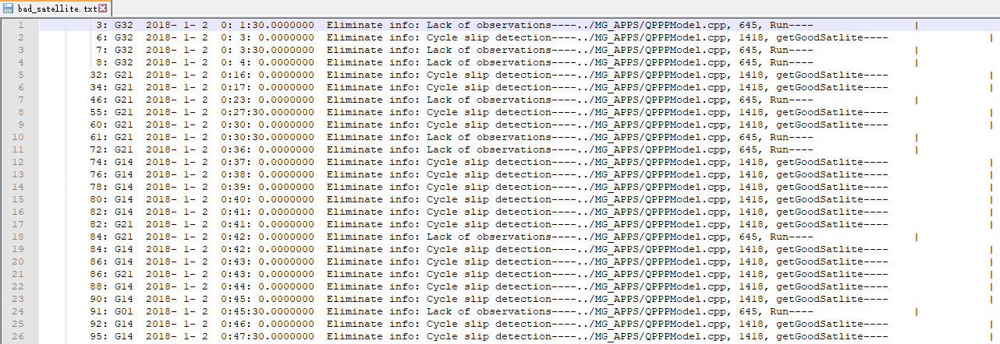 bad_satellite.txt
1 3: G32 2018- 1- 2 0: 1:30.0000000 Eliminate info: Lack of observations----../MG_APPS/QPPPModel.cpp, 645, Run---- |
2 6: G32 2018- 1- 2 0: 3: 0.0000000 Eliminate info: Cycle slip detection----../MG_APPS/QPPPModel.cpp, 1418, getGoodSatlite---- |
3 7: G32 2018- 1- 2 0: 3:30.0000000 Eliminate info: Lack of observations----../MG_APPS/QPPPModel.cpp, 645, Run---- |
4 8: G32 2018- 1- 2 0: 4: 0.0000000 Eliminate info: Lack of observations----../MG_APPS/QPPPModel.cpp, 645, Run---- |
5 32: G21 2018- 1- 2 0:16: 0.0000000 Eliminate info: Cycle slip detection----../MG_APPS/QPPPModel.cpp, 1418, getGoodSatlite---- |
6 34: G21 2018- 1- 2 0:17: 0.0000000 Eliminate info: Cycle slip detection----../MG_APPS/QPPPModel.cpp, 1418, getGoodSatlite---- |
7 46: G21 2018- 1- 2 0:23: 0.0000000 Eliminate info: Lack of observations----../MG_APPS/QPPPModel.cpp, 645, Run---- |
8 55: G21 2018- 1- 2 0:27:30.0000000 Eliminate info: Cycle slip detection----../MG_APPS/QPPPModel.cpp, 1418, getGoodSatlite---- |
9 60: G21 2018- 1- 2 0:30: 0.0000000 Eliminate info: Cycle slip detection----../MG_APPS/QPPPModel.cpp, 1418, getGoodSatlite---- |
10 61: G21 2018- 1- 2 0:30:30.0000000 Eliminate info: Lack of observations----../MG_APPS/QPPPModel.cpp, 645, Run---- |
11 72: G21 2018- 1- 2 0:36: 0.0000000 Eliminate info: Lack of observations----../MG_APPS/QPPPModel.cpp, 645, Run---- |
12 74: G14 2018- 1- 2 0:37: 0.0000000 Eliminate info: Cycle slip detection----../MG_APPS/QPPPModel.cpp, 1418, getGoodSatlite---- |
13 76: G14 2018- 1- 2 0:38: 0.0000000 Eliminate info: Cycle slip detection----../MG_APPS/QPPPModel.cpp, 1418, getGoodSatlite---- |
14 78: G14 2018- 1- 2 0:39: 0.0000000 Eliminate info: Cycle slip detection----../MG_APPS/QPPPModel.cpp, 1418, getGoodSatlite---- |
15 80: G14 2018- 1- 2 0:40: 0.0000000 Eliminate info: Cycle slip detection----../MG_APPS/QPPPModel.cpp, 1418, getGoodSatlite---- |
16 82: G14 2018- 1- 2 0:41: 0.0000000 Eliminate info: Cycle slip detection----../MG_APPS/QPPPModel.cpp, 1418, getGoodSatlite---- |
17 82: G21 2018- 1- 2 0:41: 0.0000000 Eliminate info: Cycle slip detection----../MG_APPS/QPPPModel.cpp, 1418, getGoodSatlite---- |
18 84: G21 2018- 1- 2 0:42: 0.0000000 Eliminate info: Lack of observations----../MG_APPS/QPPPModel.cpp, 645, Run---- |
19 84: G14 2018- 1- 2 0:42: 0.0000000 Eliminate info: Cycle slip detection----../MG_APPS/QPPPModel.cpp, 1418, getGoodSatlite---- |
20 86: G14 2018- 1- 2 0:43: 0.0000000 Eliminate info: Cycle slip detection----../MG_APPS/QPPPModel.cpp, 1418, getGoodSatlite---- |
21 86: G21 2018- 1- 2 0:43: 0.0000000 Eliminate info: Cycle slip detection----../MG_APPS/QPPPModel.cpp, 1418, getGoodSatlite---- |
22 88: G14 2018- 1- 2 0:44: 0.0000000 Eliminate info: Cycle slip detection----../MG_APPS/QPPPModel.cpp, 1418, getGoodSatlite---- |
23 90: G14 2018- 1- 2 0:45: 0.0000000 Eliminate info: Cycle slip detection----../MG_APPS/QPPPModel.cpp, 1418, getGoodSatlite---- |
24 91: G01 2018- 1- 2 0:45:30.0000000 Eliminate info: Lack of observations----../MG_APPS/QPPPModel.cpp, 645, Run---- |
25 92: G14 2018- 1- 2 0:46: 0.0000000 Eliminate info: Cycle slip detection----../MG_APPS/QPPPModel.cpp, 1418, getGoodSatlite---- |
26 95: G14 2018- 1- 2 0:47:30.0000000 Eliminate info: Cycle slip detection----../MG_APPS/QPPPModel.cpp, 1418, getGoodSatlite---- |